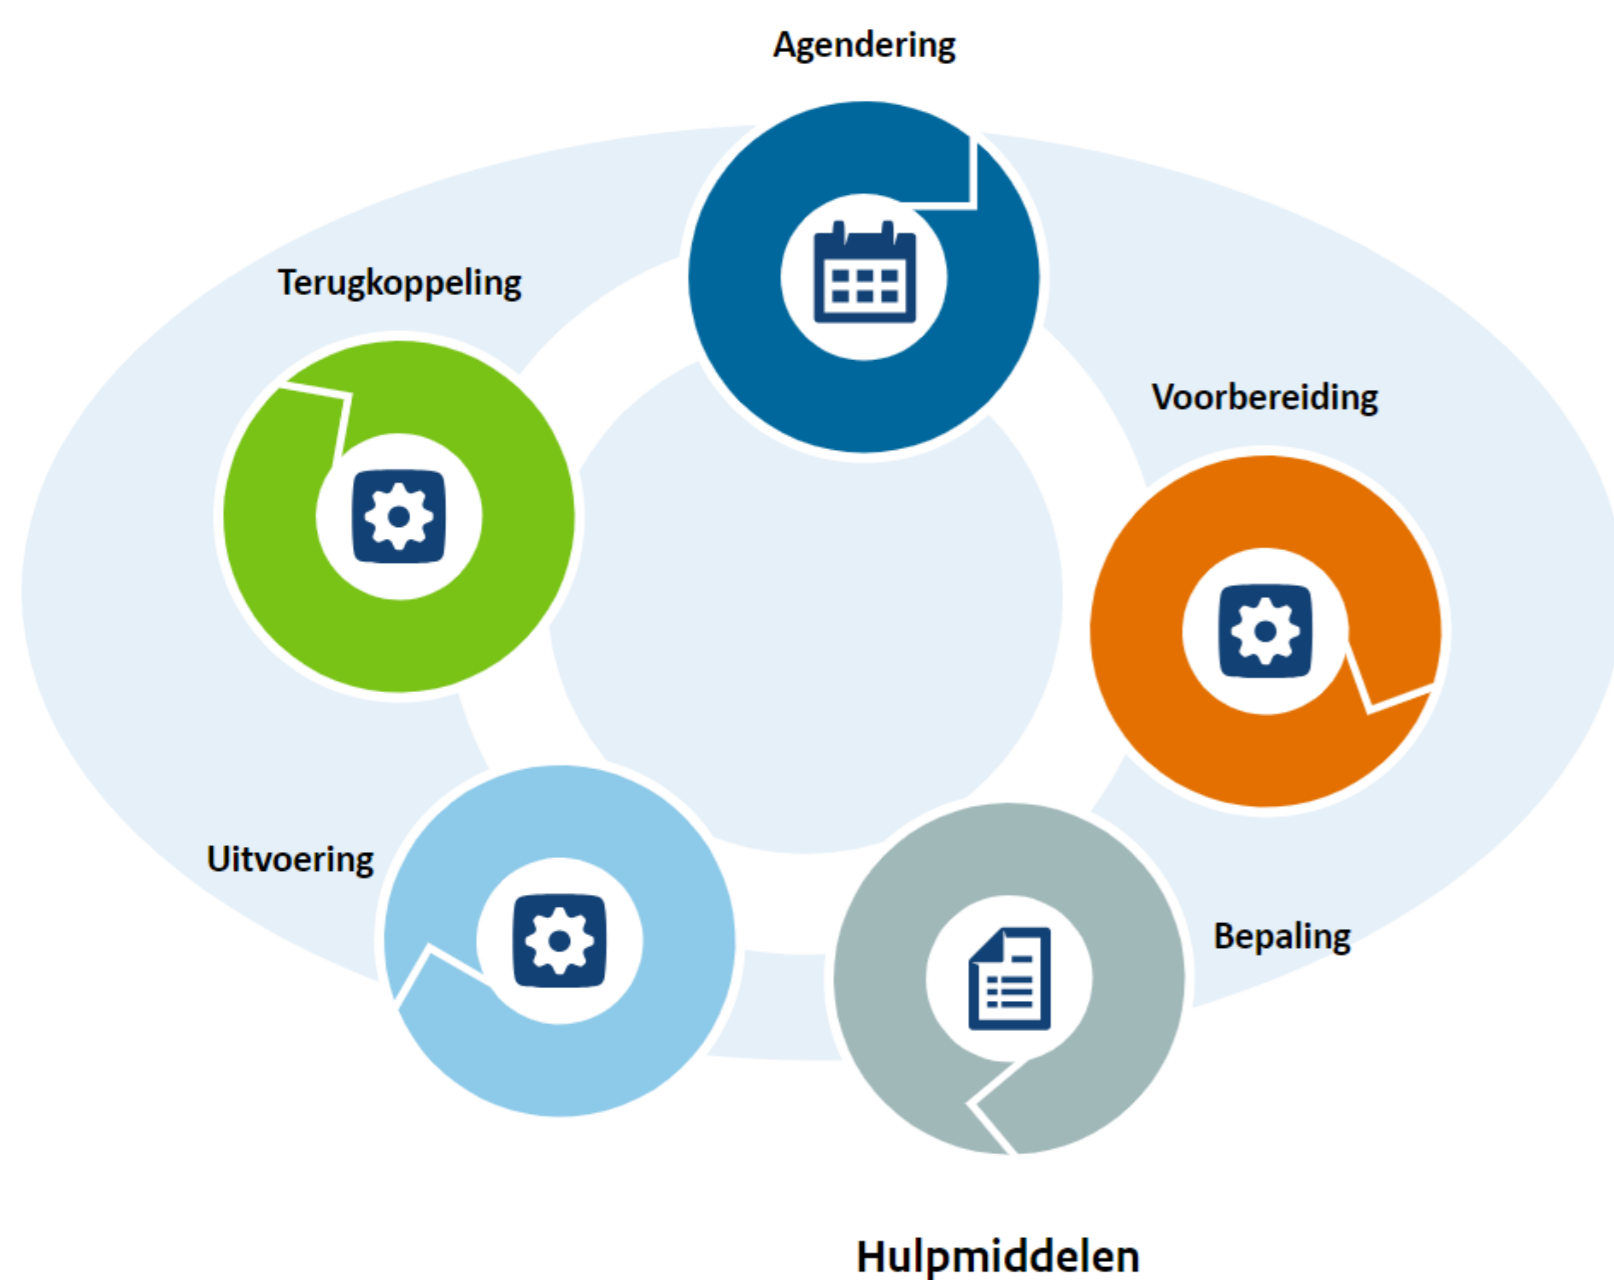 Agendering
Terugkoppeling
Voorbereiding
Uitvoering
Bepaling
Hulpmiddelen